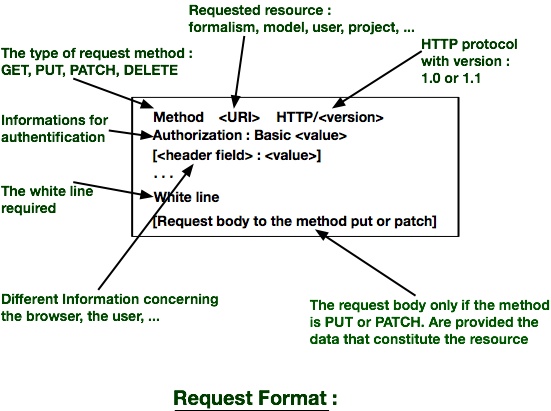 Requested resource :
formalism, model, user, project, ...
The type of request method :
GET, PUT, PATCH, DELETE
HTTP protocol
with version :
1.0 or 1.1
Informations for
authentification
Method <URI> HTTP/<version>
Authorization : Basic <value>
[<header field> : <value>]
...
White line
[Request body to the method put or patch]
The white line
required
Different Information concerning
the browser, the user, ...
The request body only if the method
is PUT or PATCH. Are provided the
data that constitute the resource
Request Format :